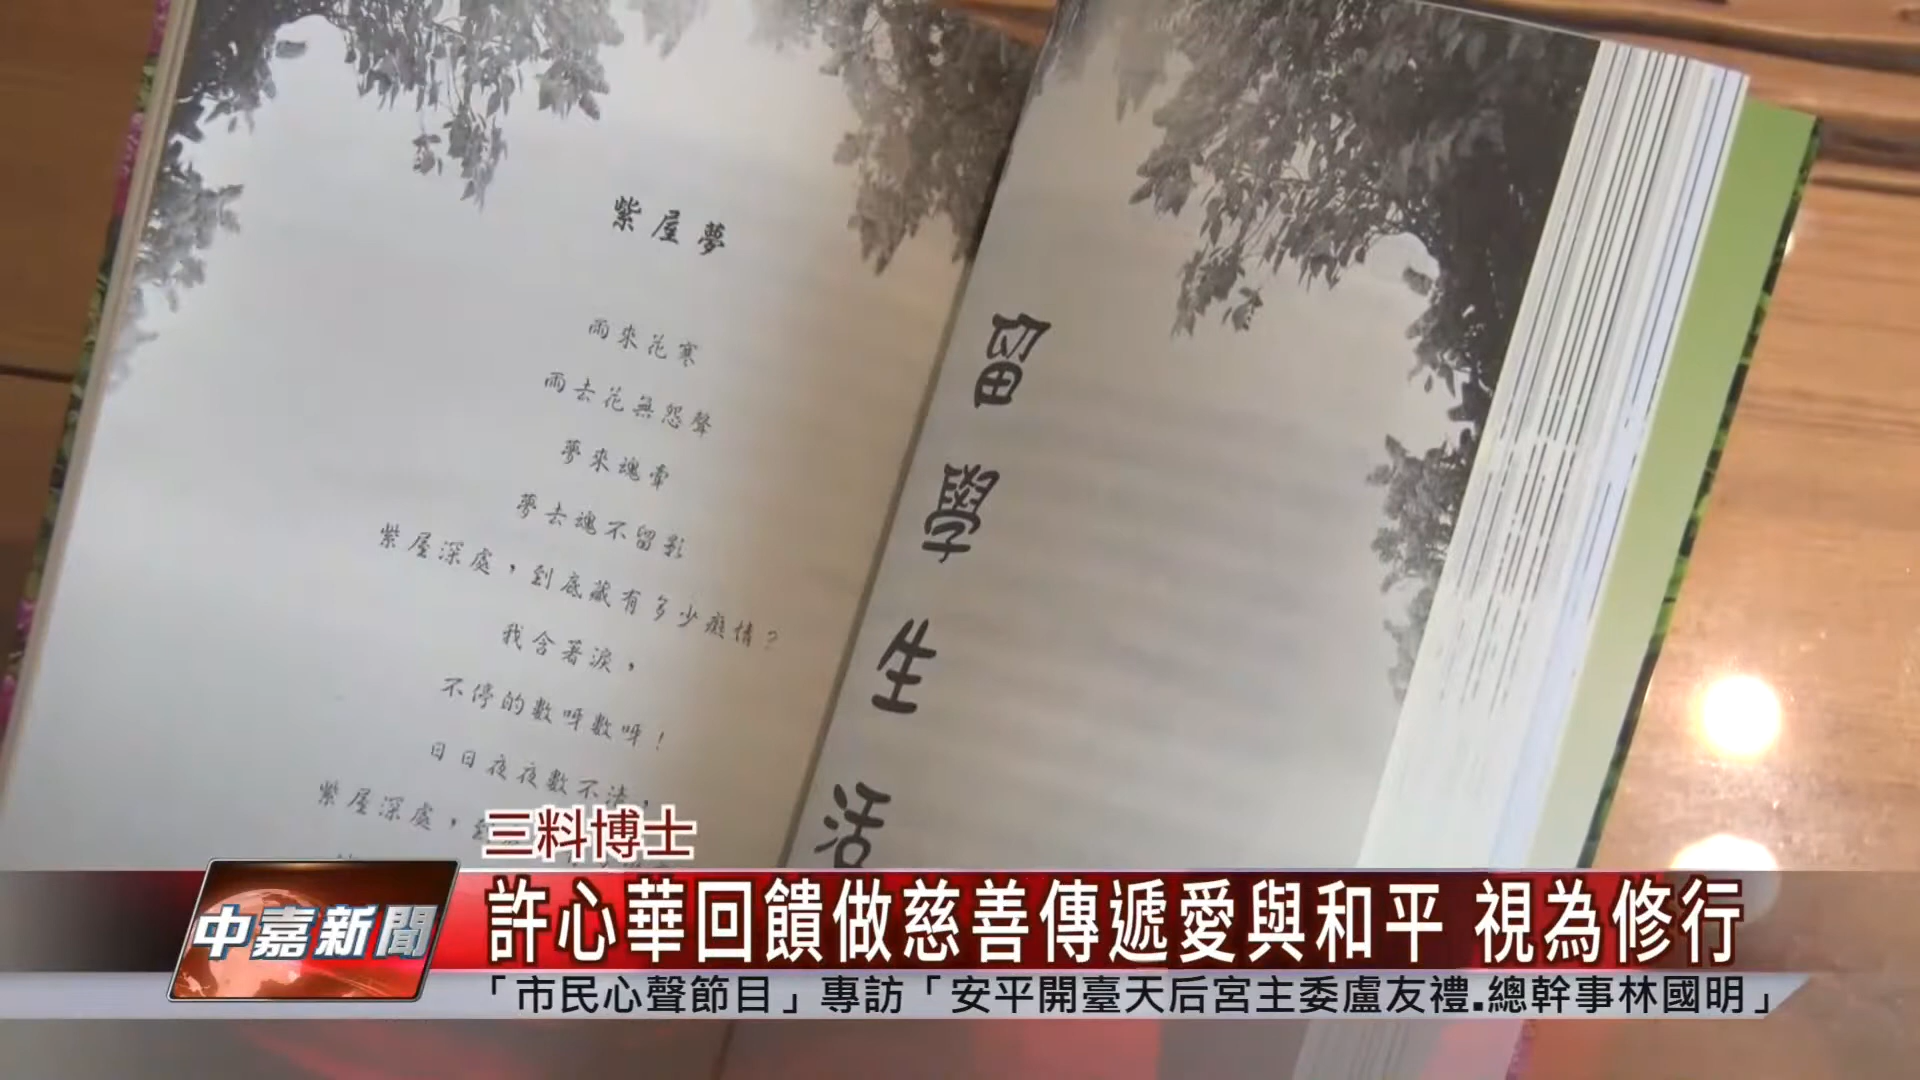 紫屋夢
雨來花寒
雨去花無怨聲
夢來魂牽
夢去魂不留影
紫屋深處，到底藏有多少癡情？
我含著淚，
不停的數呀數呀！
日日夜夜數不清，
紫屋深處，
留學生活
三料博士
中嘉新聞
許心華回饋做慈善傳遞愛與和平 視為修行
「市民心聲節目」專訪「安平開臺天后宮主委盧友禮.總幹事林國明」